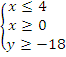 x ≤ 4
x ≥ 0
y ≥ −18